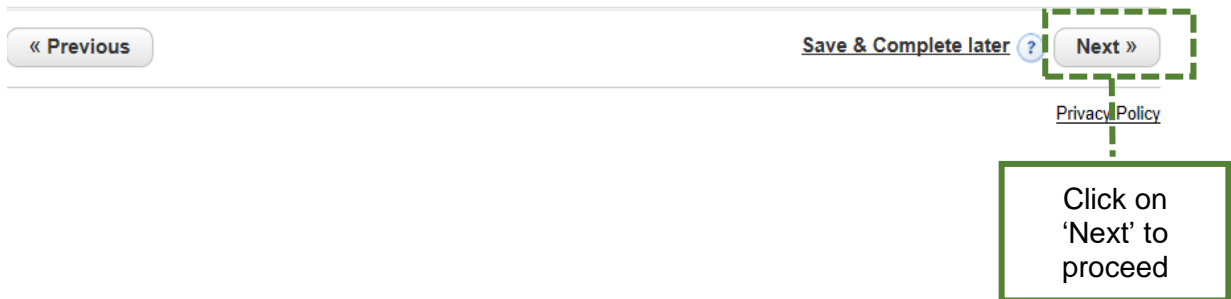 « Previous
Save & Complete later ? Next »
Privacy Policy
Click on
‘Next’ to
proceed